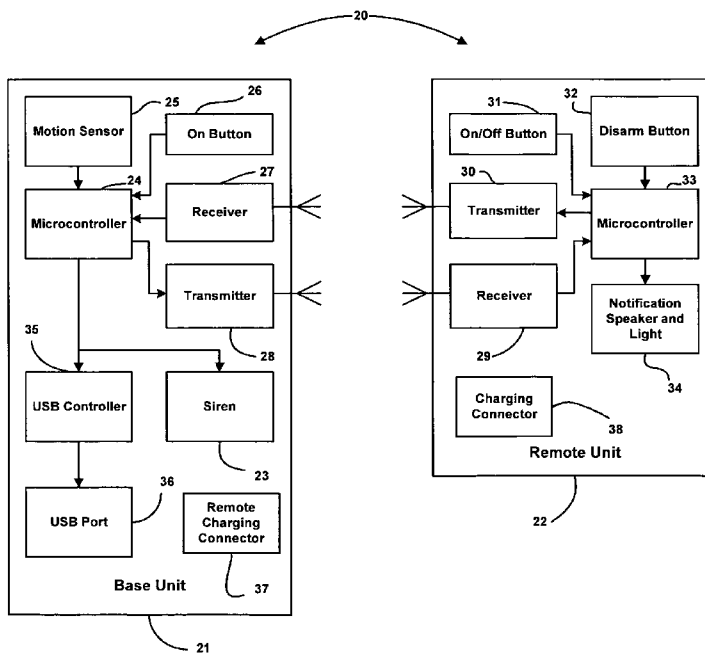 20
25
26
Motion Sensor
On Button
24
27
Microcontroller
Receiver
Transmitter
28
35
USB Controller
Siren
23
36
USB Port
Remote
Charging
Connector
37
Base Unit
21
31
32
On/Off Button
Disarm Button
30
33
Transmitter
Microcontroller
Receiver
29
Notification
Speaker and
Light
34
Charging
Connector
38
Remote Unit
22